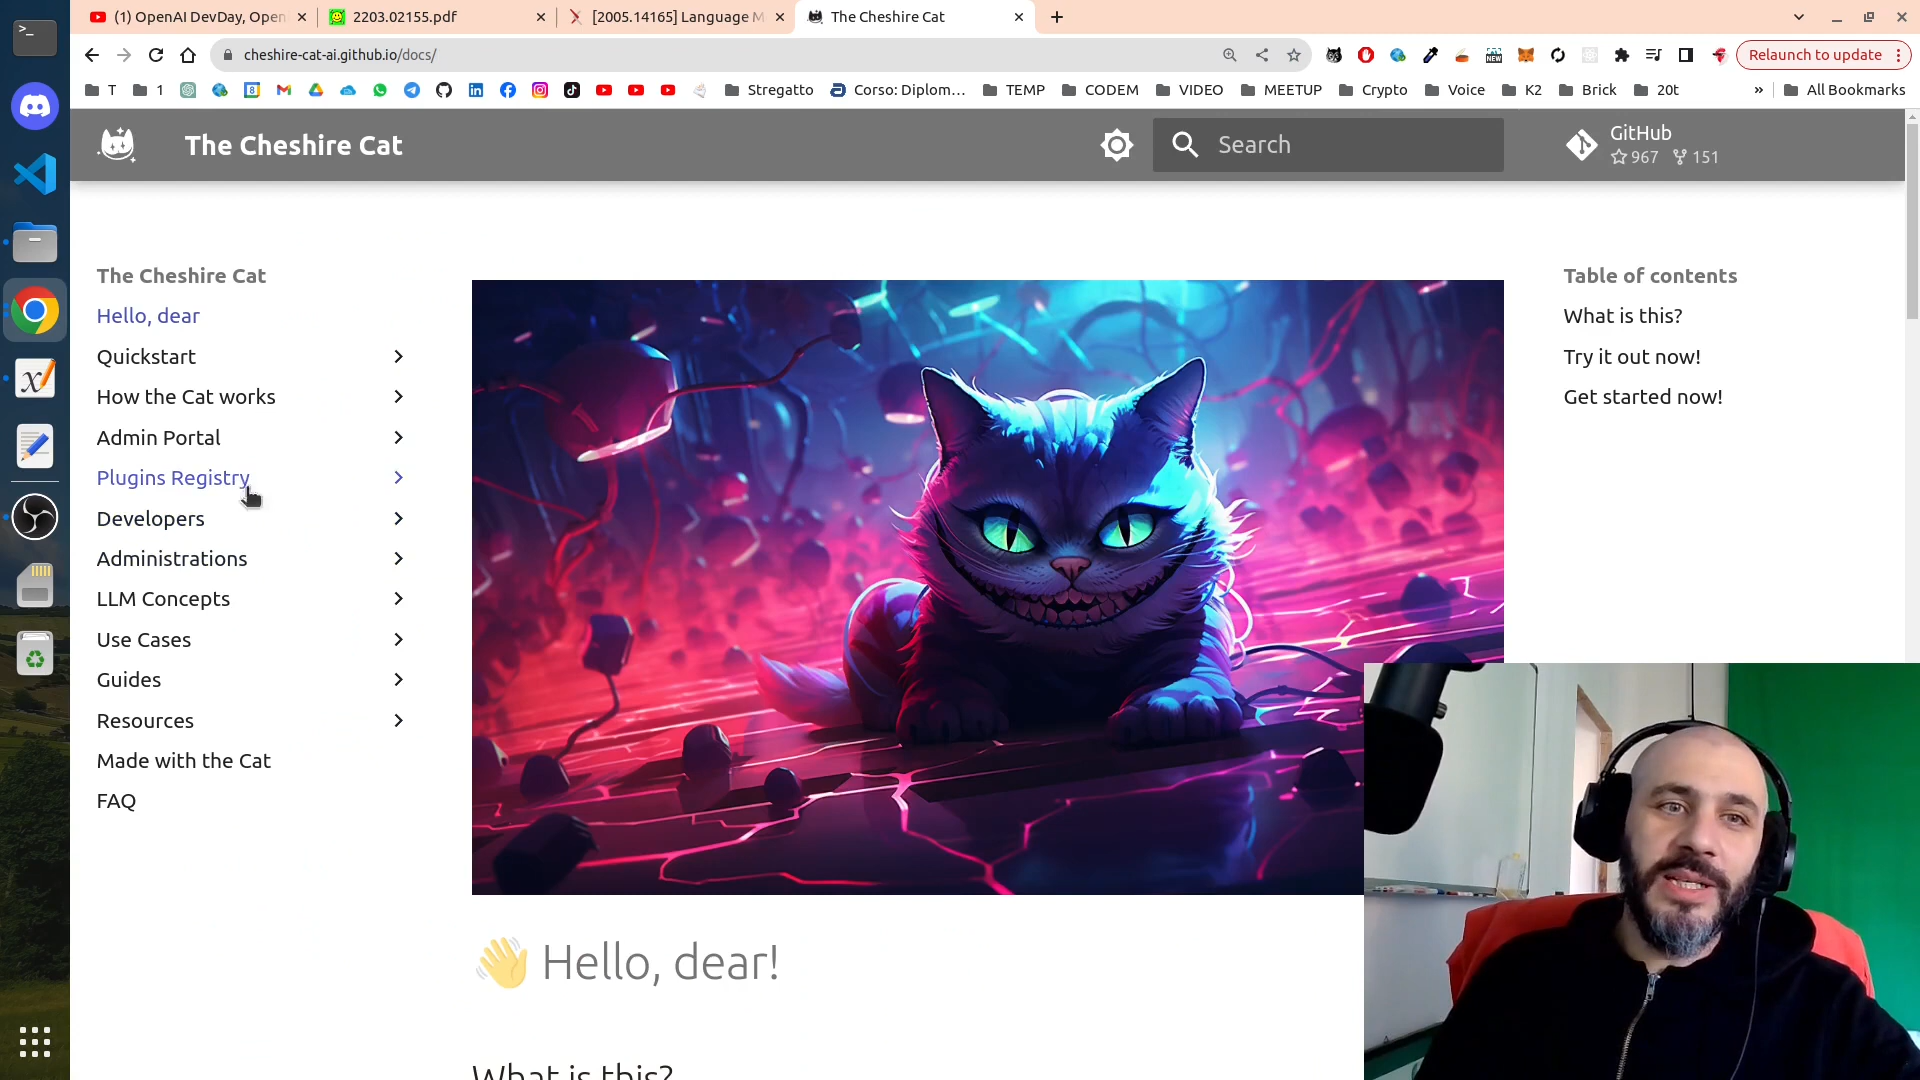 (1) OpenAI DevDay, Open
2203.02155.pdf
[2005.14165] Language M
The Cheshire Cat
cheshire-cat-ai.github.io/docs/
NEW
Relaunch to update
T
1
8
Stregatto
Corso: Diplom…
TEMP
CODEM
VIDEO
MEETUP
Crypto
Voice
K2
Brick
20t
»
All Bookmarks
The Cheshire Cat
Search
GitHub
967
151
The Cheshire Cat
Hello, dear
Quickstart
How the Cat works
Admin Portal
Plugins Registry
Developers
Administrations
LLM Concepts
Use Cases
Guides
Resources
Made with the Cat
FAQ
Table of contents
What is this?
Try it out now!
Get started now!
👋 Hello, dear!
What is this?